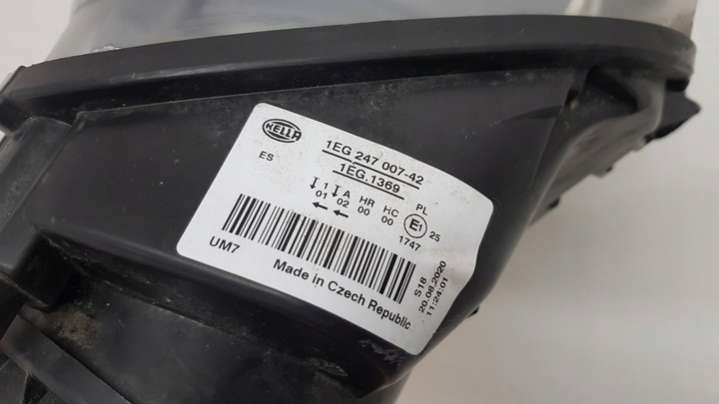 HELLA
1EG 247 007-42
1EG.1369
ES
1 A HR HC PL
01 02 00 00 E1 25
1747
UM7
Made in Czech Republic
S18
20.08.2020
11:24:01